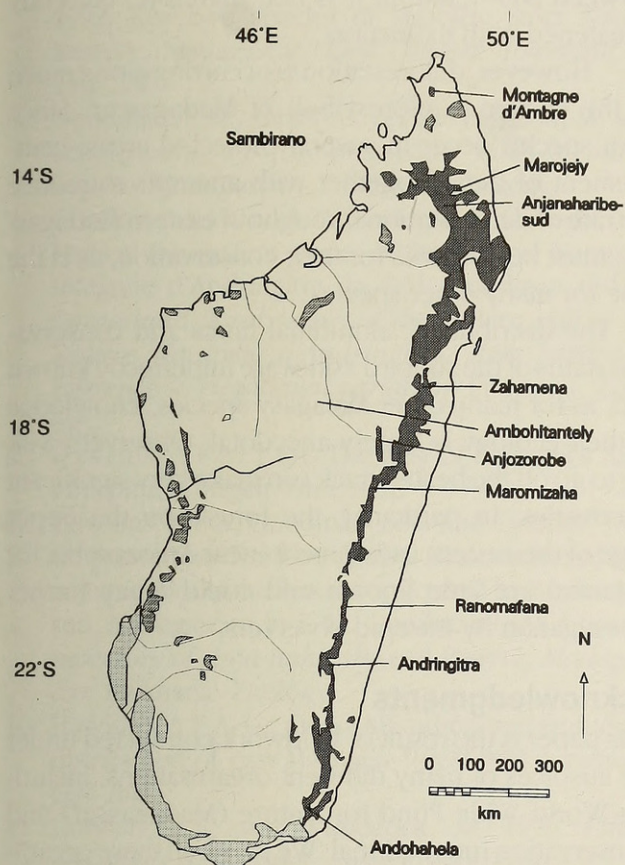 46°E
50°E
Montagne
d'Ambre
Sambirano
14°S
Marojejy
Anjanaharibe-
sud
Zahamena
18°S
Ambohitantely
Anjozorobe
Maromizaha
Ranomafana
N
22°S
Andringitra
0 100 200 300
km
Andohahela